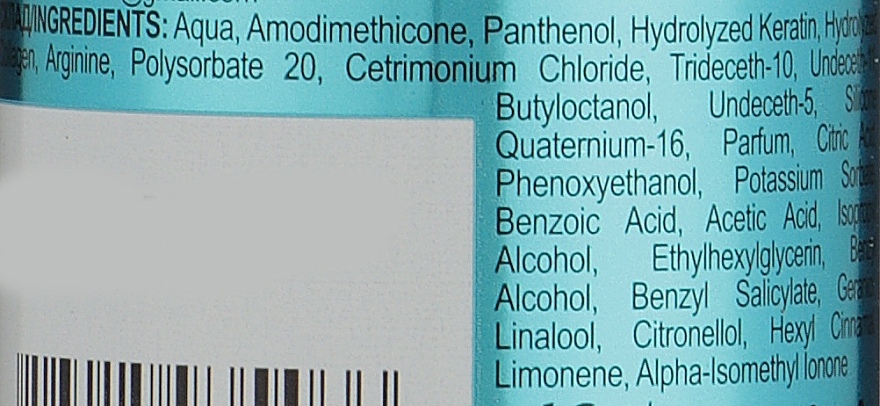 INGREDIENTS: Aqua, Amodimethicone, Panthenol, Hydrolyzed Keratin,
Arginine, Polysorbate 20, Cetrimonium Chloride, Trideceth-10,
Butyloctanol, Undeceth-5,
Quaternium-16, Parfum, Citric
Phenoxyethanol, Potassium
Benzoic Acid, Acetic Acid,
Alcohol, Ethylhexylglycerin,
Alcohol, Benzyl Salicylate,
Linalool, Citronellol, Hexyl
Limonene, Alpha-Isomethyl Ionone